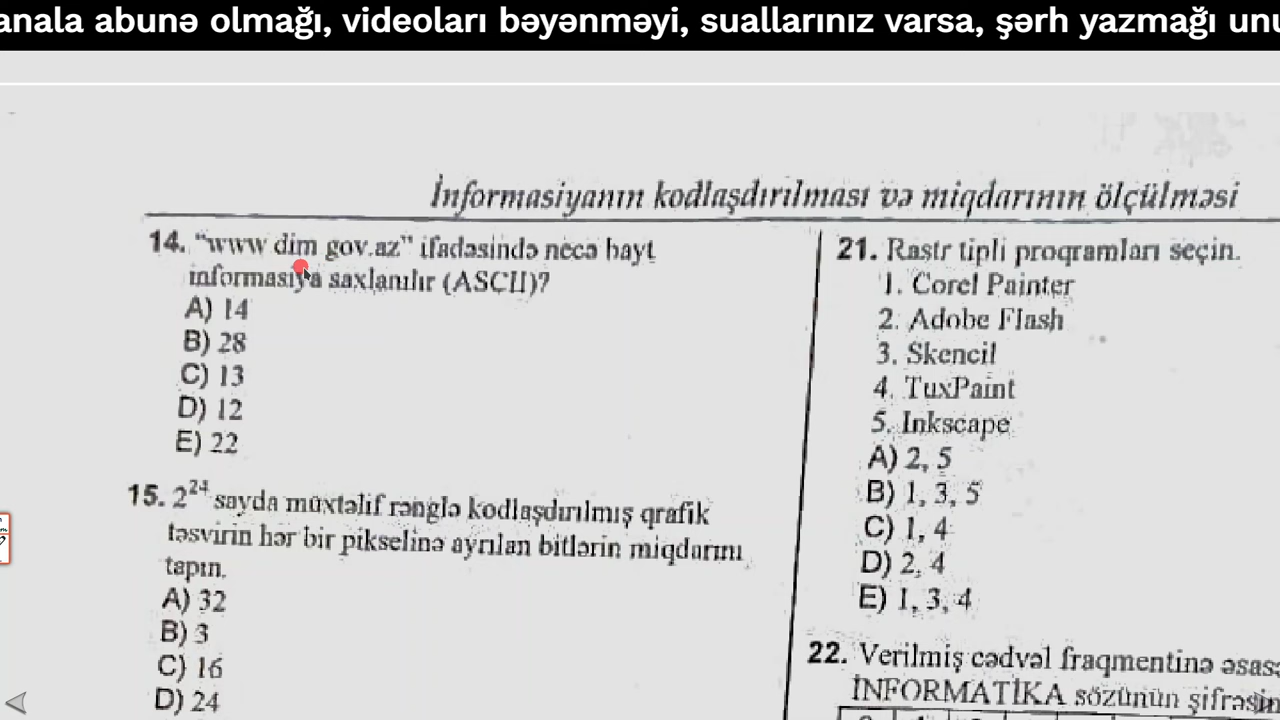 anala abunə olmağı, videoları bəyənməyi, suallarınız varsa, şərh yazmağı unu
İnformasiyanın kodlaşdırılması və miqdarının ölçülməsi
14. “www dim gov.az” ifadəsində neçə bayt
informasiya saxlanılır (ASCII)?
A) 14
B) 28
C) 13
D) 12
E) 22
15. 2²⁴ sayda müxtəlif rənglə kodlaşdırılmış qrafik
təsvirin hər bir pikselinə ayrılan bitlərin miqdarını
tapın.
A) 32
B) 3
C) 16
D) 24
21. Rastr tipli proqramları seçin.
1. Corel Painter
2. Adobe Flash
3. Skencil
4. TuxPaint
5. Inkscape
A) 2, 5
B) 1, 3, 5
C) 1, 4
D) 2, 4
E) 1, 3, 4
22. Verilmiş cədvəl fraqmentinə əsas
İNFORMATİKA sözünün şifrəsin